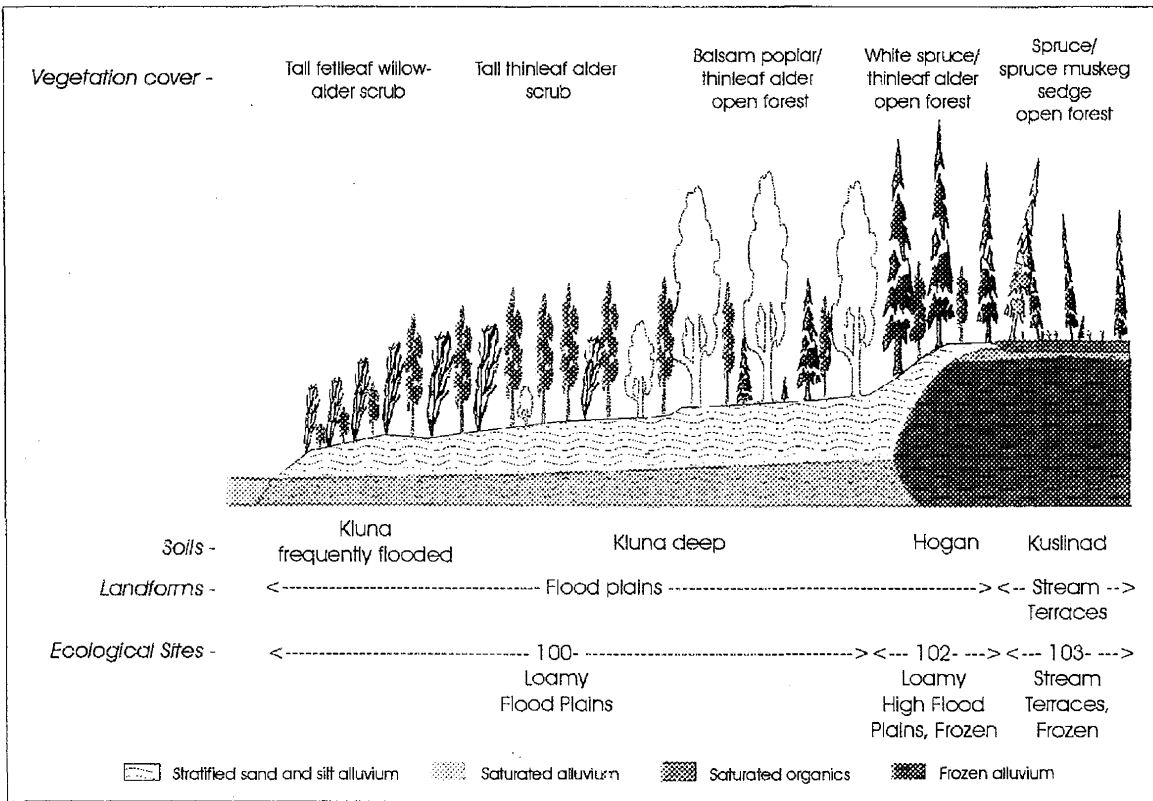 Vegetation cover -
Tall feltleaf willow-
alder scrub
Tall thinleaf alder
scrub
Balsam poplar/
thinleaf alder
open forest
White spruce/
thinleaf alder
open forest
Spruce/
spruce muskeg
sedge
open forest
Soils -
Kluna
frequently flooded
Kluna deep
Hogan
Kuslinad
Landforms -
<---------------------- Flood plains ----------------------------->
<--- Stream -->
Terraces
Ecological Sites -
<---------------------100---------------------->
Loamy
Flood Plains
<-- 102- -->
Loamy
High Flood
Plains, Frozen
<--- 103- -->
Stream
Terraces,
Frozen
Stratified sand and silt alluvium
Saturated alluvium
Saturated organics
Frozen alluvium